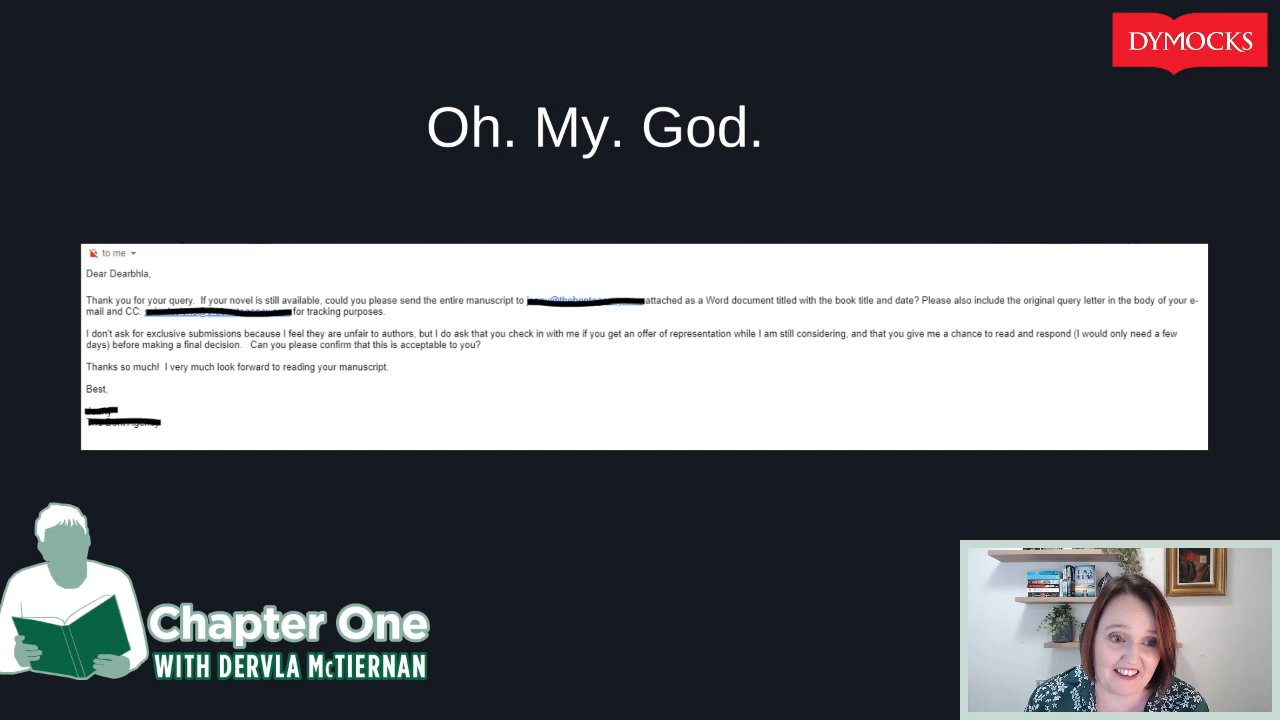 DYMOCKS
Oh. My. God.
to me
Dear Dearbhla,
Thank you for your query. If your novel is still available, could you please send the entire manuscript to attached as a Word document titled with the book title and date? Please also include the original query letter in the body of your e-
mail and CC: for tracking purposes.
I don't ask for exclusive submissions because I feel they are unfair to authors, but I do ask that you check in with me if you get an offer of representation while I am still considering, and that you give me a chance to read and respond (I would only need a few
days) before making a final decision. Can you please confirm that this is acceptable to you?
Thanks so much! I very much look forward to reading your manuscript.
Best,
Chapter One
WITH DERVLA McTIERNAN